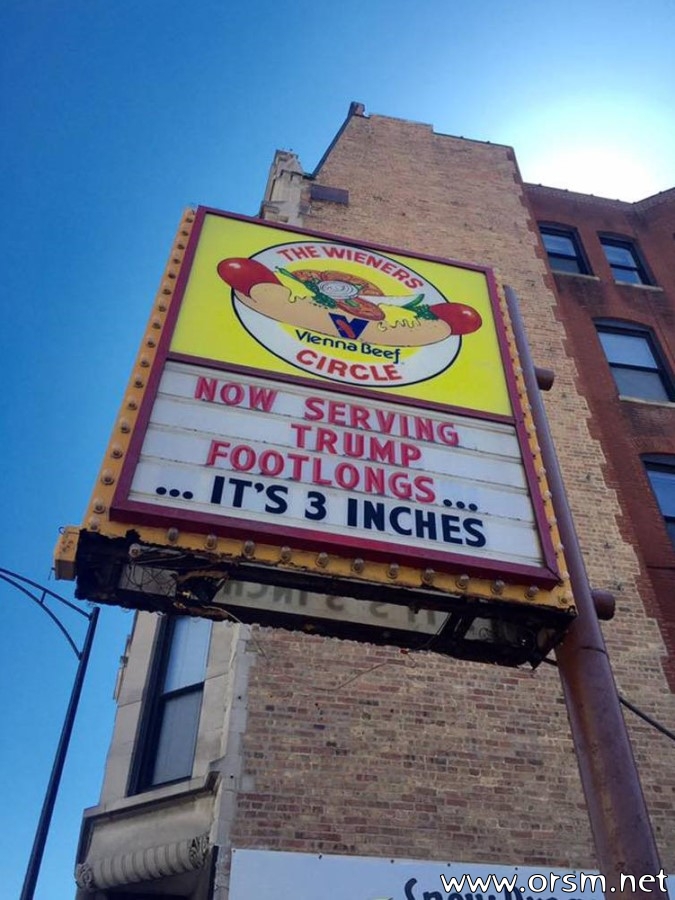 THE WIENERS
Vienna Beef
CIRCLE
NOW SERVING
TRUMP
FOOTLONGS...
... IT'S 3 INCHES
www.orsm.net